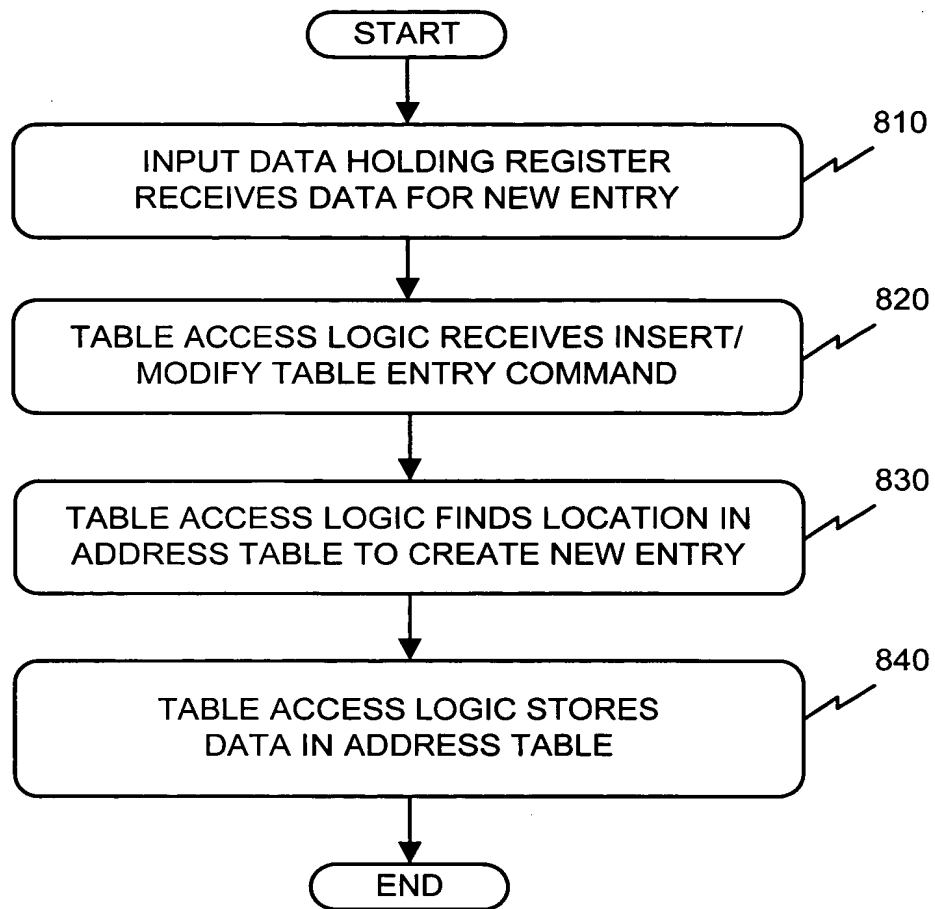 START
810
INPUT DATA HOLDING REGISTER
RECEIVES DATA FOR NEW ENTRY
820
TABLE ACCESS LOGIC RECEIVES INSERT/
MODIFY TABLE ENTRY COMMAND
830
TABLE ACCESS LOGIC FINDS LOCATION IN
ADDRESS TABLE TO CREATE NEW ENTRY
840
TABLE ACCESS LOGIC STORES
DATA IN ADDRESS TABLE
END